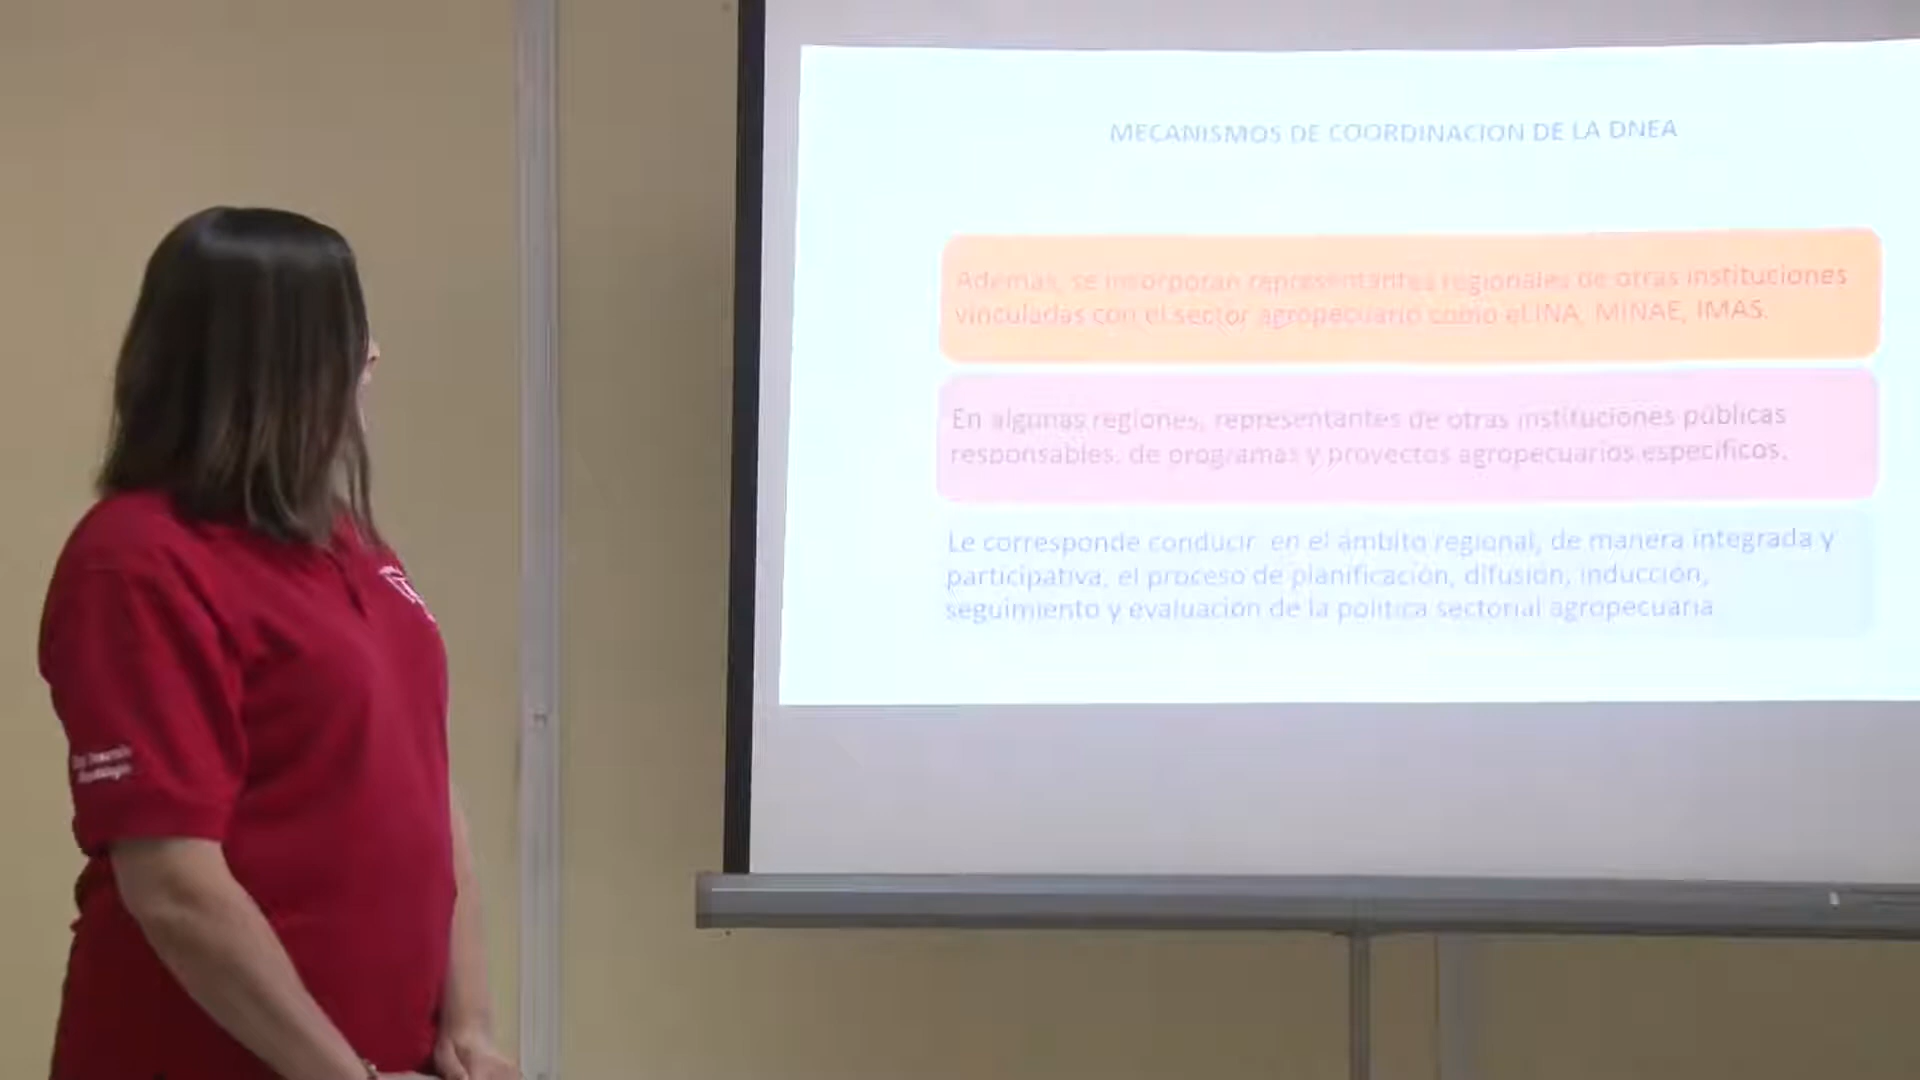 MECANISMOS DE COORDINACION DE LA DNEA
Además, se incorporan representantes regionales de otras instituciones
vinculadas con el sector agropecuario como el INA, MINAE, IMAS.
En algunas regiones, representantes de otras instituciones públicas
responsables. de programas y proyectos agropecuarios específicos.
Le corresponde conducir en el ámbito regional, de manera integrada y
participativa, el proceso de planificación, difusión, inducción,
seguimiento y evaluación de la política sectorial agropecuaria